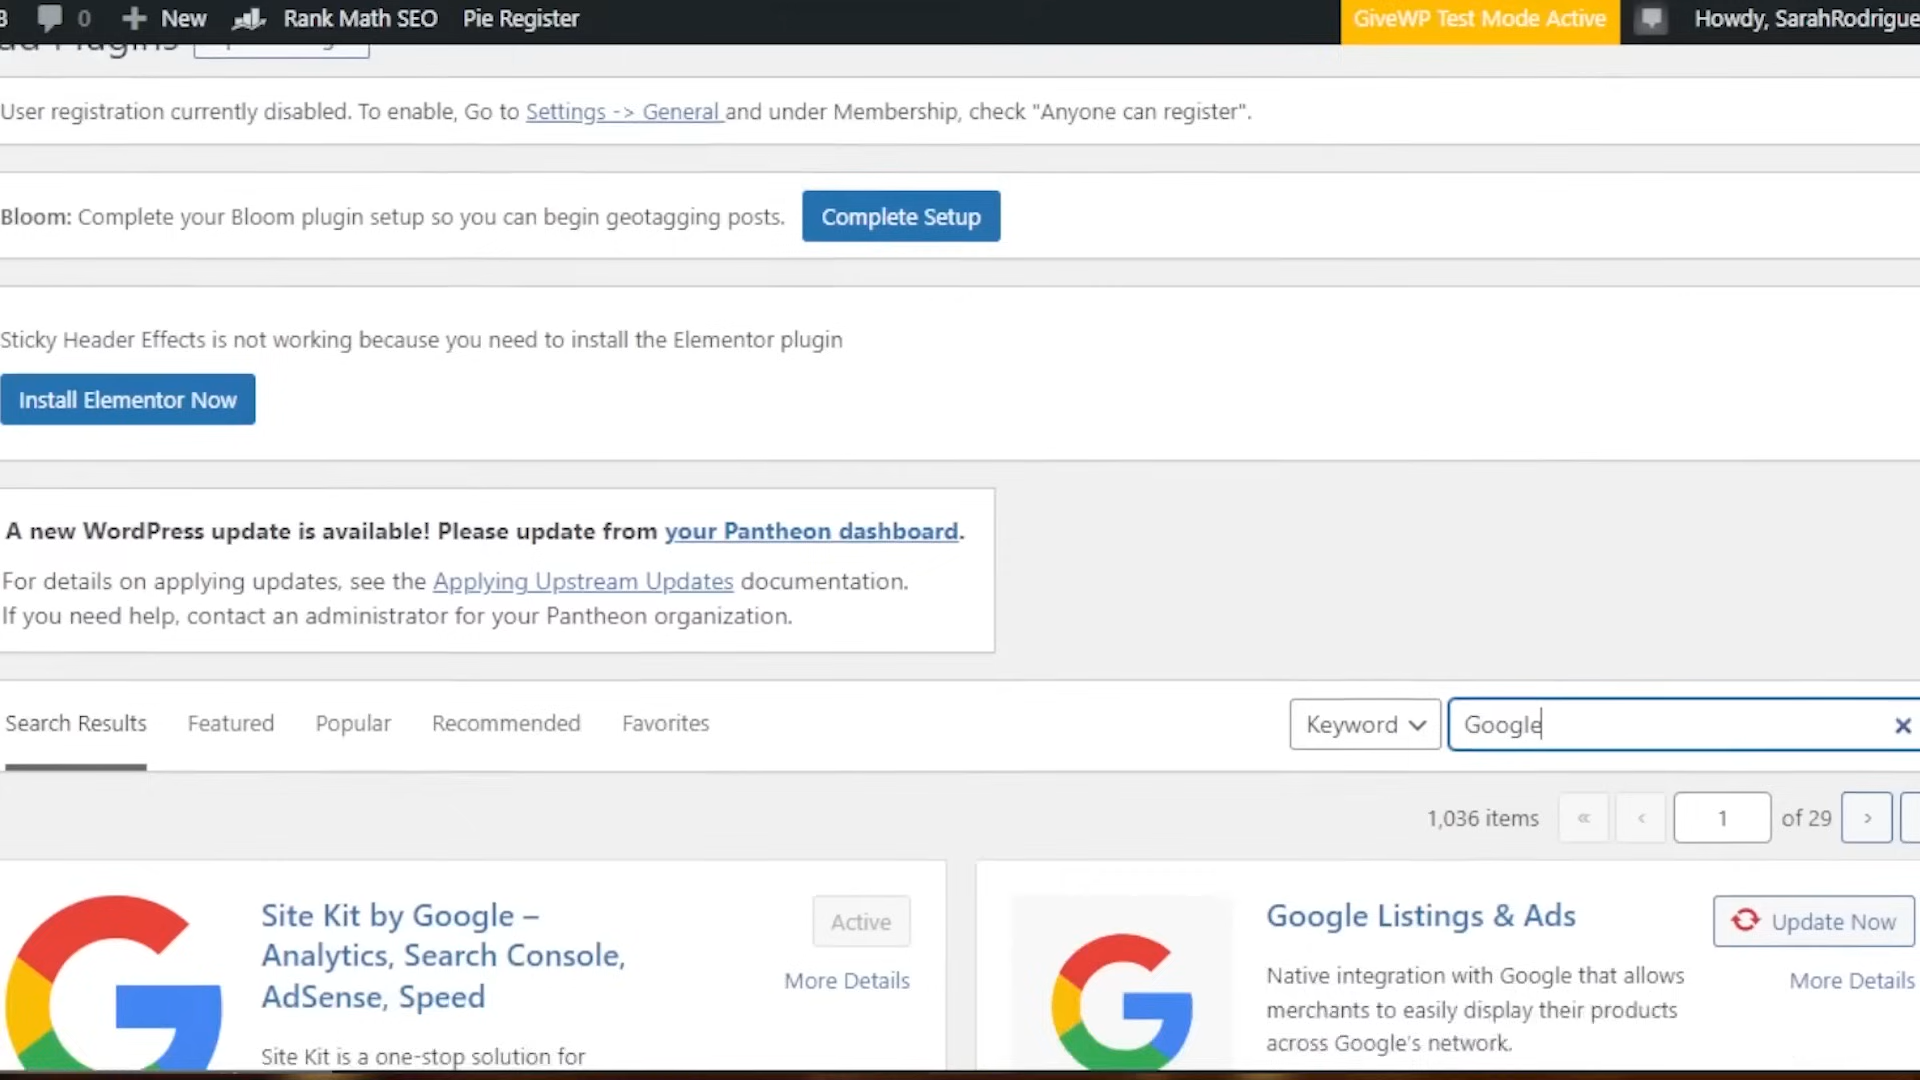 0 New Rank Math SEO Pie Register GiveWP Test Mode Active Howdy, SarahRodrigue
Plugins
User registration currently disabled. To enable, Go to Settings -> General and under Membership, check "Anyone can register".
Bloom: Complete your Bloom plugin setup so you can begin geotagging posts. Complete Setup
Sticky Header Effects is not working because you need to install the Elementor plugin
Install Elementor Now
A new WordPress update is available! Please update from your Pantheon dashboard.
For details on applying updates, see the Applying Upstream Updates documentation.
If you need help, contact an administrator for your Pantheon organization.
Search Results Featured Popular Recommended Favorites Keyword Google
1,036 items « ‹ 1 of 29 ›
Site Kit by Google –
Analytics, Search Console,
AdSense, Speed
Active
More Details
Site Kit is a one-stop solution for
Google Listings & Ads
Update Now
More Details
Native integration with Google that allows
merchants to easily display their products
across Google's network.